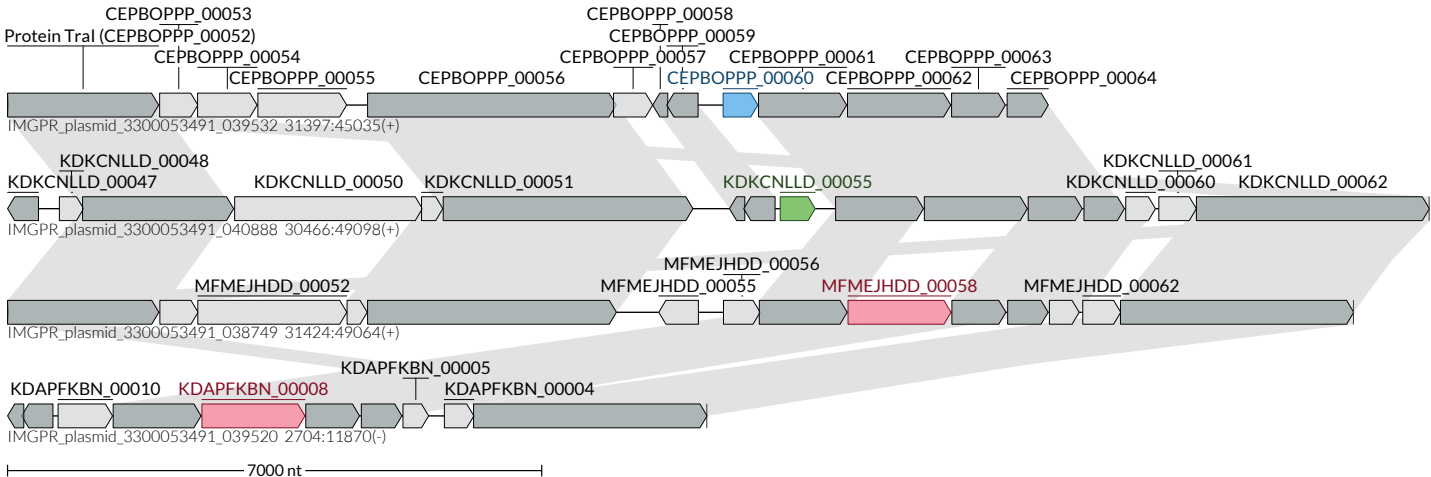 CEPBOPPP_00053
CEPBOPPP_00058
Protein TraI (CEPBOPPP_00052)
CEPBOPPP_00059
CEPBOPPP_00054
CEPBOPPP_00057
CEPBOPPP_00061
CEPBOPPP_00063
CEPBOPPP_00055
CEPBOPPP_00056
CEPBOPPP_00060
CEPBOPPP_00062
CEPBOPPP_00064
IMGPR_plasmid_3300053491_039532 31397:45035(+)
KDKCNLLD_00048
KDKCNLLD_00061
KDKCNLLD_00047
KDKCNLLD_00050
KDKCNLLD_00051
KDKCNLLD_00055
KDKCNLLD_00060
KDKCNLLD_00062
IMGPR_plasmid_3300053491_040888 30466:49098(+)
MFMEJHDD_00056
MFMEJHDD_00052
MFMEJHDD_00055
MFMEJHDD_00058
MFMEJHDD_00062
IMGPR_plasmid_3300053491_038749 31424:49064(+)
KDAPFKBN_00005
KDAPFKBN_00010
KDAPFKBN_00008
KDAPFKBN_00004
IMGPR_plasmid_3300053491_039520 2704:11870(-)
7000 nt